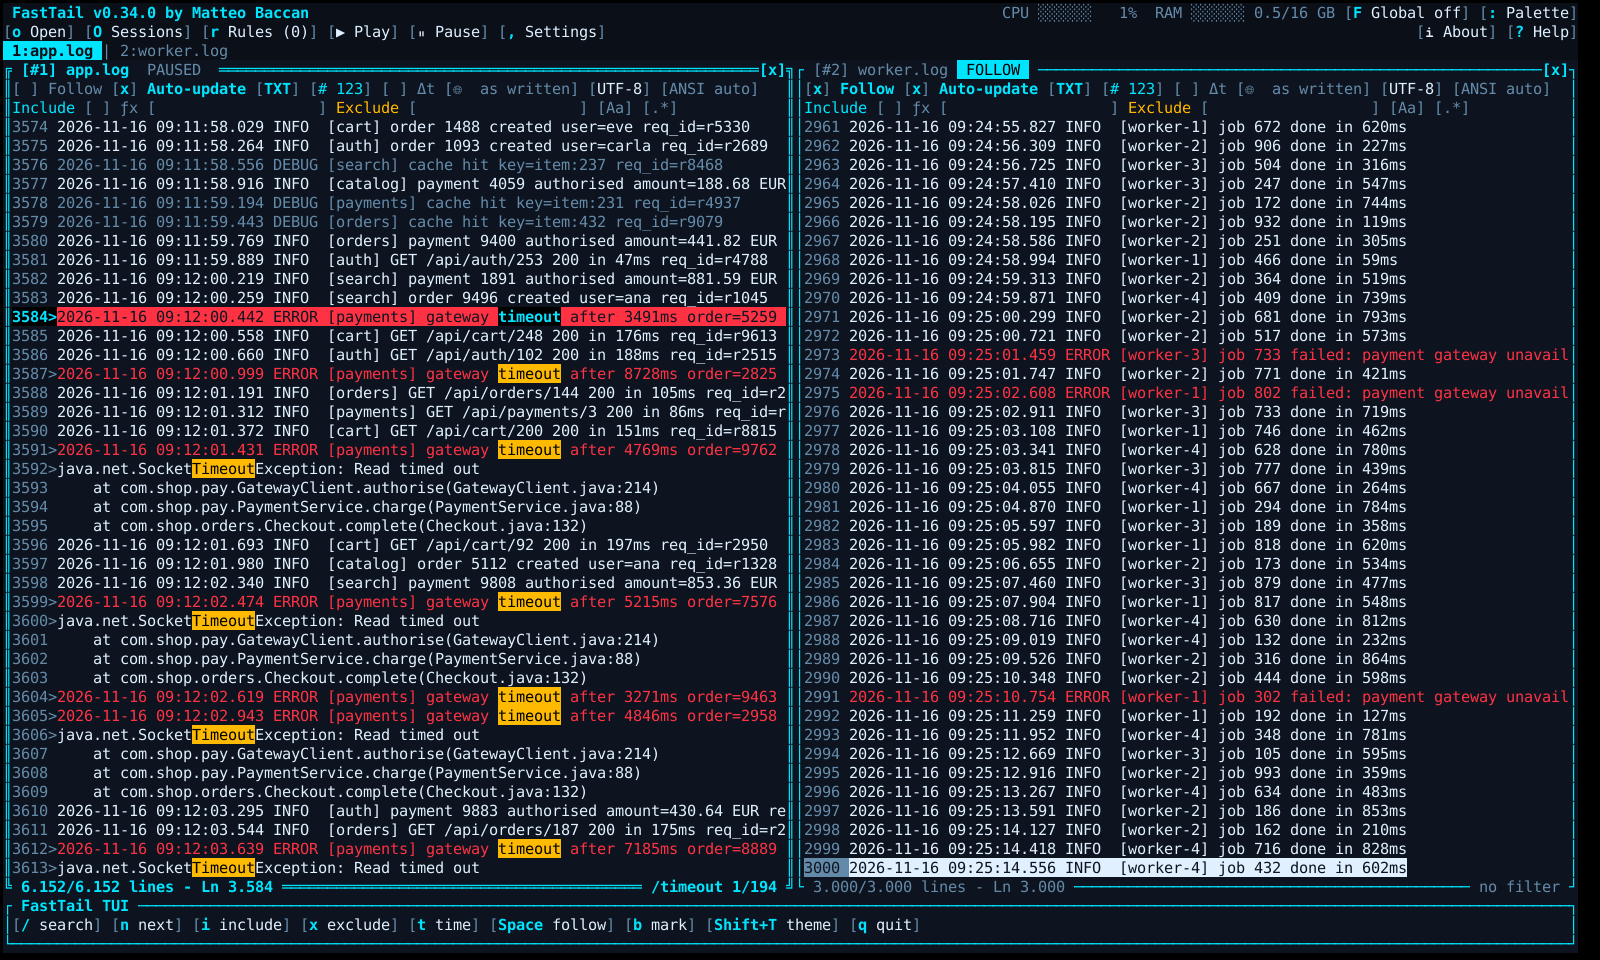 FastTail v0.34.0 by Matteo Baccan CPU 1% RAM 0.5/16 GB [F Global off] [: Palette]
[o Open] [O Sessions] [r Rules (0)] [▶ Play] [⏸ Pause] [, Settings] [i About] [? Help]
1:app.log | 2:worker.log
[#1] app.log PAUSED [x]
[ ] Follow [x] Auto-update [TXT] [# 123] [ ] Δt [⊙ as written] [UTF-8] [ANSI auto]
Include [ ] ƒx [ ] Exclude [ ] [Aa] [.*]
3574 2026-11-16 09:11:58.029 INFO [cart] order 1488 created user=eve req_id=r5330
3575 2026-11-16 09:11:58.264 INFO [auth] order 1093 created user=carla req_id=r2689
3576 2026-11-16 09:11:58.556 DEBUG [search] cache hit key=item:237 req_id=r8468
3577 2026-11-16 09:11:58.916 INFO [catalog] payment 4059 authorised amount=188.68 EUR
3578 2026-11-16 09:11:59.194 DEBUG [payments] cache hit key=item:231 req_id=r4937
3579 2026-11-16 09:11:59.443 DEBUG [orders] cache hit key=item:432 req_id=r9079
3580 2026-11-16 09:11:59.769 INFO [orders] payment 9400 authorised amount=441.82 EUR
3581 2026-11-16 09:11:59.889 INFO [auth] GET /api/auth/253 200 in 47ms req_id=r4788
3582 2026-11-16 09:12:00.219 INFO [search] payment 1891 authorised amount=881.59 EUR
3583 2026-11-16 09:12:00.259 INFO [search] order 9496 created user=ana req_id=r1045
3584>2026-11-16 09:12:00.442 ERROR [payments] gateway timeout after 3491ms order=5259
3585 2026-11-16 09:12:00.558 INFO [cart] GET /api/cart/248 200 in 176ms req_id=r9613
3586 2026-11-16 09:12:00.660 INFO [auth] GET /api/auth/102 200 in 188ms req_id=r2515
3587>2026-11-16 09:12:00.999 ERROR [payments] gateway timeout after 8728ms order=2825
3588 2026-11-16 09:12:01.191 INFO [orders] GET /api/orders/144 200 in 105ms req_id=r2
3589 2026-11-16 09:12:01.312 INFO [payments] GET /api/payments/3 200 in 86ms req_id=r
3590 2026-11-16 09:12:01.372 INFO [cart] GET /api/cart/200 200 in 151ms req_id=r8815
3591>2026-11-16 09:12:01.431 ERROR [payments] gateway timeout after 4769ms order=9762
3592>java.net.SocketTimeoutException: Read timed out
3593 at com.shop.pay.GatewayClient.authorise(GatewayClient.java:214)
3594 at com.shop.pay.PaymentService.charge(PaymentService.java:88)
3595 at com.shop.orders.Checkout.complete(Checkout.java:132)
3596 2026-11-16 09:12:01.693 INFO [cart] GET /api/cart/92 200 in 197ms req_id=r2950
3597 2026-11-16 09:12:01.980 INFO [catalog] order 5112 created user=ana req_id=r1328
3598 2026-11-16 09:12:02.340 INFO [search] payment 9808 authorised amount=853.36 EUR
3599>2026-11-16 09:12:02.474 ERROR [payments] gateway timeout after 5215ms order=7576
3600>java.net.SocketTimeoutException: Read timed out
3601 at com.shop.pay.GatewayClient.authorise(GatewayClient.java:214)
3602 at com.shop.pay.PaymentService.charge(PaymentService.java:88)
3603 at com.shop.orders.Checkout.complete(Checkout.java:132)
3604>2026-11-16 09:12:02.619 ERROR [payments] gateway timeout after 3271ms order=9463
3605>2026-11-16 09:12:02.943 ERROR [payments] gateway timeout after 4846ms order=2958
3606>java.net.SocketTimeoutException: Read timed out
3607 at com.shop.pay.GatewayClient.authorise(GatewayClient.java:214)
3608 at com.shop.pay.PaymentService.charge(PaymentService.java:88)
3609 at com.shop.orders.Checkout.complete(Checkout.java:132)
3610 2026-11-16 09:12:03.295 INFO [auth] payment 9883 authorised amount=430.64 EUR re
3611 2026-11-16 09:12:03.544 INFO [orders] GET /api/orders/187 200 in 175ms req_id=r2
3612>2026-11-16 09:12:03.639 ERROR [payments] gateway timeout after 7185ms order=8889
3613>java.net.SocketTimeoutException: Read timed out
6.152/6.152 lines - Ln 3.584 /timeout 1/194
[#2] worker.log FOLLOW [x]
[x] Follow [x] Auto-update [TXT] [# 123] [ ] Δt [⊙ as written] [UTF-8] [ANSI auto]
Include [ ] ƒx [ ] Exclude [ ] [Aa] [.*]
2961 2026-11-16 09:24:55.827 INFO [worker-1] job 672 done in 620ms
2962 2026-11-16 09:24:56.309 INFO [worker-2] job 906 done in 227ms
2963 2026-11-16 09:24:56.725 INFO [worker-3] job 504 done in 316ms
2964 2026-11-16 09:24:57.410 INFO [worker-3] job 247 done in 547ms
2965 2026-11-16 09:24:58.026 INFO [worker-2] job 172 done in 744ms
2966 2026-11-16 09:24:58.195 INFO [worker-2] job 932 done in 119ms
2967 2026-11-16 09:24:58.586 INFO [worker-2] job 251 done in 305ms
2968 2026-11-16 09:24:58.994 INFO [worker-1] job 466 done in 59ms
2969 2026-11-16 09:24:59.313 INFO [worker-2] job 364 done in 519ms
2970 2026-11-16 09:24:59.871 INFO [worker-4] job 409 done in 739ms
2971 2026-11-16 09:25:00.299 INFO [worker-2] job 681 done in 793ms
2972 2026-11-16 09:25:00.721 INFO [worker-2] job 517 done in 573ms
2973 2026-11-16 09:25:01.459 ERROR [worker-3] job 733 failed: payment gateway unavail
2974 2026-11-16 09:25:01.747 INFO [worker-2] job 771 done in 421ms
2975 2026-11-16 09:25:02.608 ERROR [worker-1] job 802 failed: payment gateway unavail
2976 2026-11-16 09:25:02.911 INFO [worker-3] job 733 done in 719ms
2977 2026-11-16 09:25:03.108 INFO [worker-1] job 746 done in 462ms
2978 2026-11-16 09:25:03.341 INFO [worker-4] job 628 done in 780ms
2979 2026-11-16 09:25:03.815 INFO [worker-3] job 777 done in 439ms
2980 2026-11-16 09:25:04.055 INFO [worker-4] job 667 done in 264ms
2981 2026-11-16 09:25:04.870 INFO [worker-1] job 294 done in 784ms
2982 2026-11-16 09:25:05.597 INFO [worker-3] job 189 done in 358ms
2983 2026-11-16 09:25:05.982 INFO [worker-1] job 818 done in 620ms
2984 2026-11-16 09:25:06.655 INFO [worker-2] job 173 done in 534ms
2985 2026-11-16 09:25:07.460 INFO [worker-3] job 879 done in 477ms
2986 2026-11-16 09:25:07.904 INFO [worker-1] job 817 done in 548ms
2987 2026-11-16 09:25:08.716 INFO [worker-4] job 630 done in 812ms
2988 2026-11-16 09:25:09.019 INFO [worker-4] job 132 done in 232ms
2989 2026-11-16 09:25:09.526 INFO [worker-2] job 316 done in 864ms
2990 2026-11-16 09:25:10.348 INFO [worker-2] job 444 done in 598ms
2991 2026-11-16 09:25:10.754 ERROR [worker-1] job 302 failed: payment gateway unavail
2992 2026-11-16 09:25:11.259 INFO [worker-1] job 192 done in 127ms
2993 2026-11-16 09:25:11.952 INFO [worker-4] job 348 done in 781ms
2994 2026-11-16 09:25:12.669 INFO [worker-3] job 105 done in 595ms
2995 2026-11-16 09:25:12.916 INFO [worker-2] job 993 done in 359ms
2996 2026-11-16 09:25:13.267 INFO [worker-4] job 634 done in 483ms
2997 2026-11-16 09:25:13.591 INFO [worker-2] job 186 done in 853ms
2998 2026-11-16 09:25:14.127 INFO [worker-2] job 162 done in 210ms
2999 2026-11-16 09:25:14.418 INFO [worker-4] job 716 done in 828ms
3000 2026-11-16 09:25:14.556 INFO [worker-4] job 432 done in 602ms
3.000/3.000 lines - Ln 3.000 no filter
FastTail TUI
[/ search] [n next] [i include] [x exclude] [t time] [Space follow] [b mark] [Shift+T theme] [q quit]